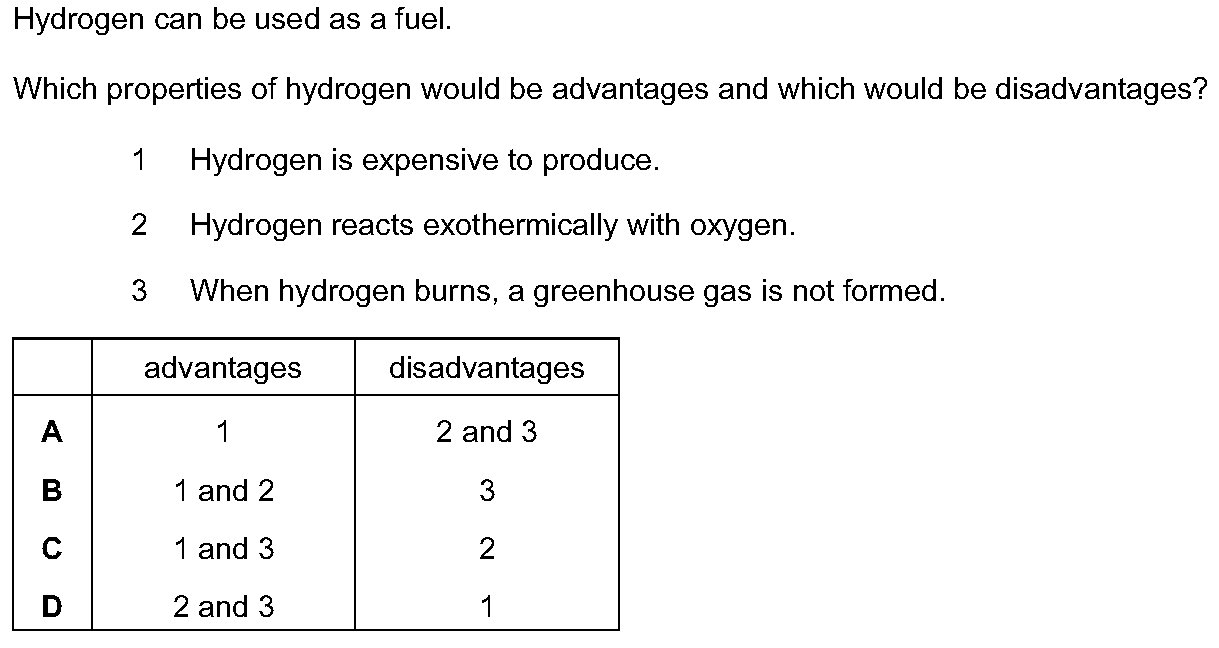 Hydrogen can be used as a fuel.
Which properties of hydrogen would be advantages and which would be disadvantages?
1 Hydrogen is expensive to produce.
2 Hydrogen reacts exothermically with oxygen.
3 When hydrogen burns, a greenhouse gas is not formed.
advantages disadvantages
A 1 2 and 3
B 1 and 2 3
C 1 and 3 2
D 2 and 3 1